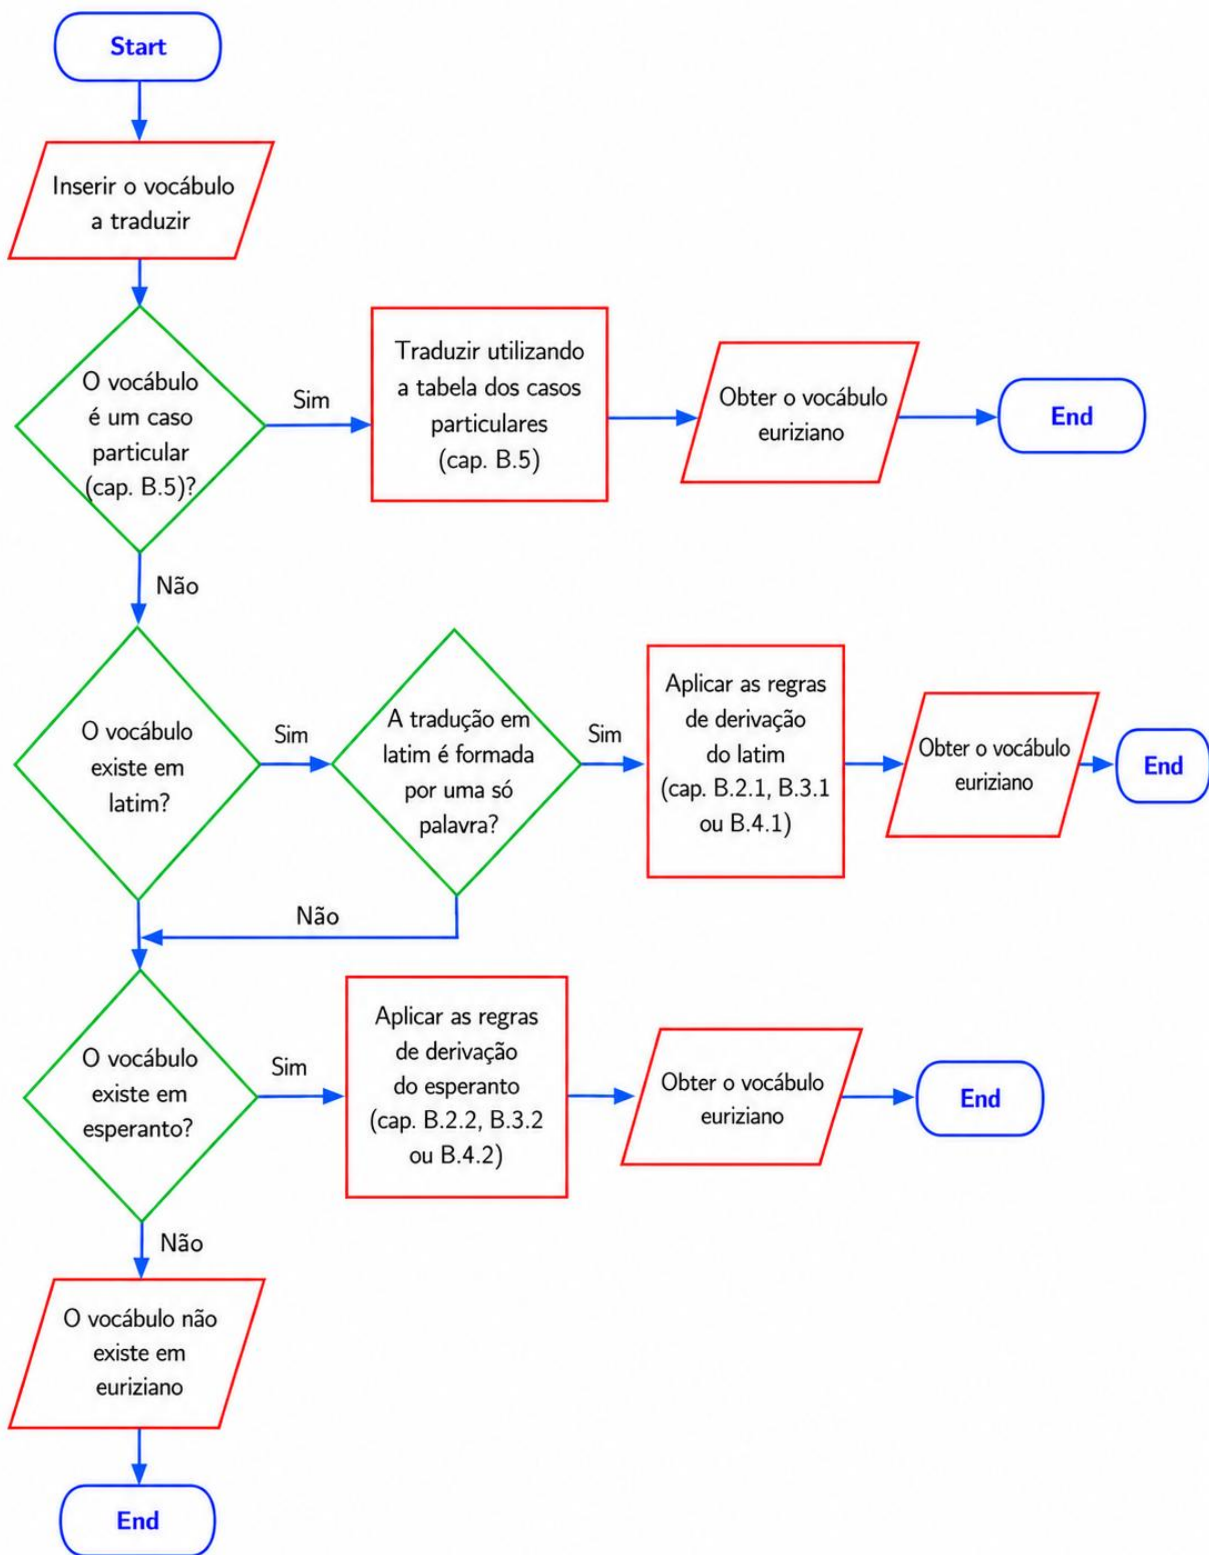 Start
Inserir o vocábulo
a traduzir
O vocábulo
é um caso
particular
(cap. B.5)?
Sim
Traduzir utilizando
a tabela dos casos
particulares
(cap. B.5)
Obter o vocábulo
euriziano
End
Não
O vocábulo
existe em
latim?
Sim
A tradução em
latim é formada
por uma só
palavra?
Sim
Aplicar as regras
de derivação
do latim
(cap. B.2.1, B.3.1
ou B.4.1)
Obter o vocábulo
euriziano
End
Não
O vocábulo
existe em
esperanto?
Sim
Aplicar as regras
de derivação
do esperanto
(cap. B.2.2, B.3.2
ou B.4.2)
Obter o vocábulo
euriziano
End
Não
O vocábulo não
existe em
euriziano
End